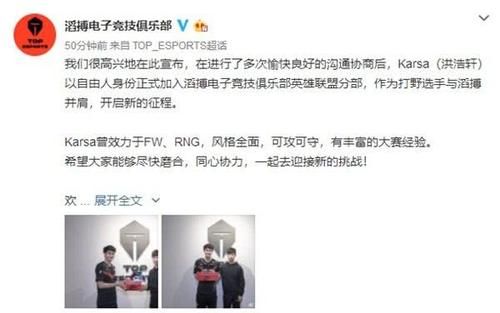 滔搏电子竞技俱乐部
50分钟前 来自 TOP_ESPORTS超话
我们很高兴地在此宣布，在进行了多次愉快良好的沟通协商后，Karsa（洪浩轩）
以自由人身份正式加入滔搏电子竞技俱乐部英雄联盟分部，作为打野选手与滔搏
并肩，开启新的征程。
Karsa曾效力于FW、RNG，风格全面，可攻可守，有丰富的大赛经验。
希望大家能够尽快磨合，同心协力，一起去迎接新的挑战！
欢 ... 展开全文
TOP
ESPORTS
TOP
TOP